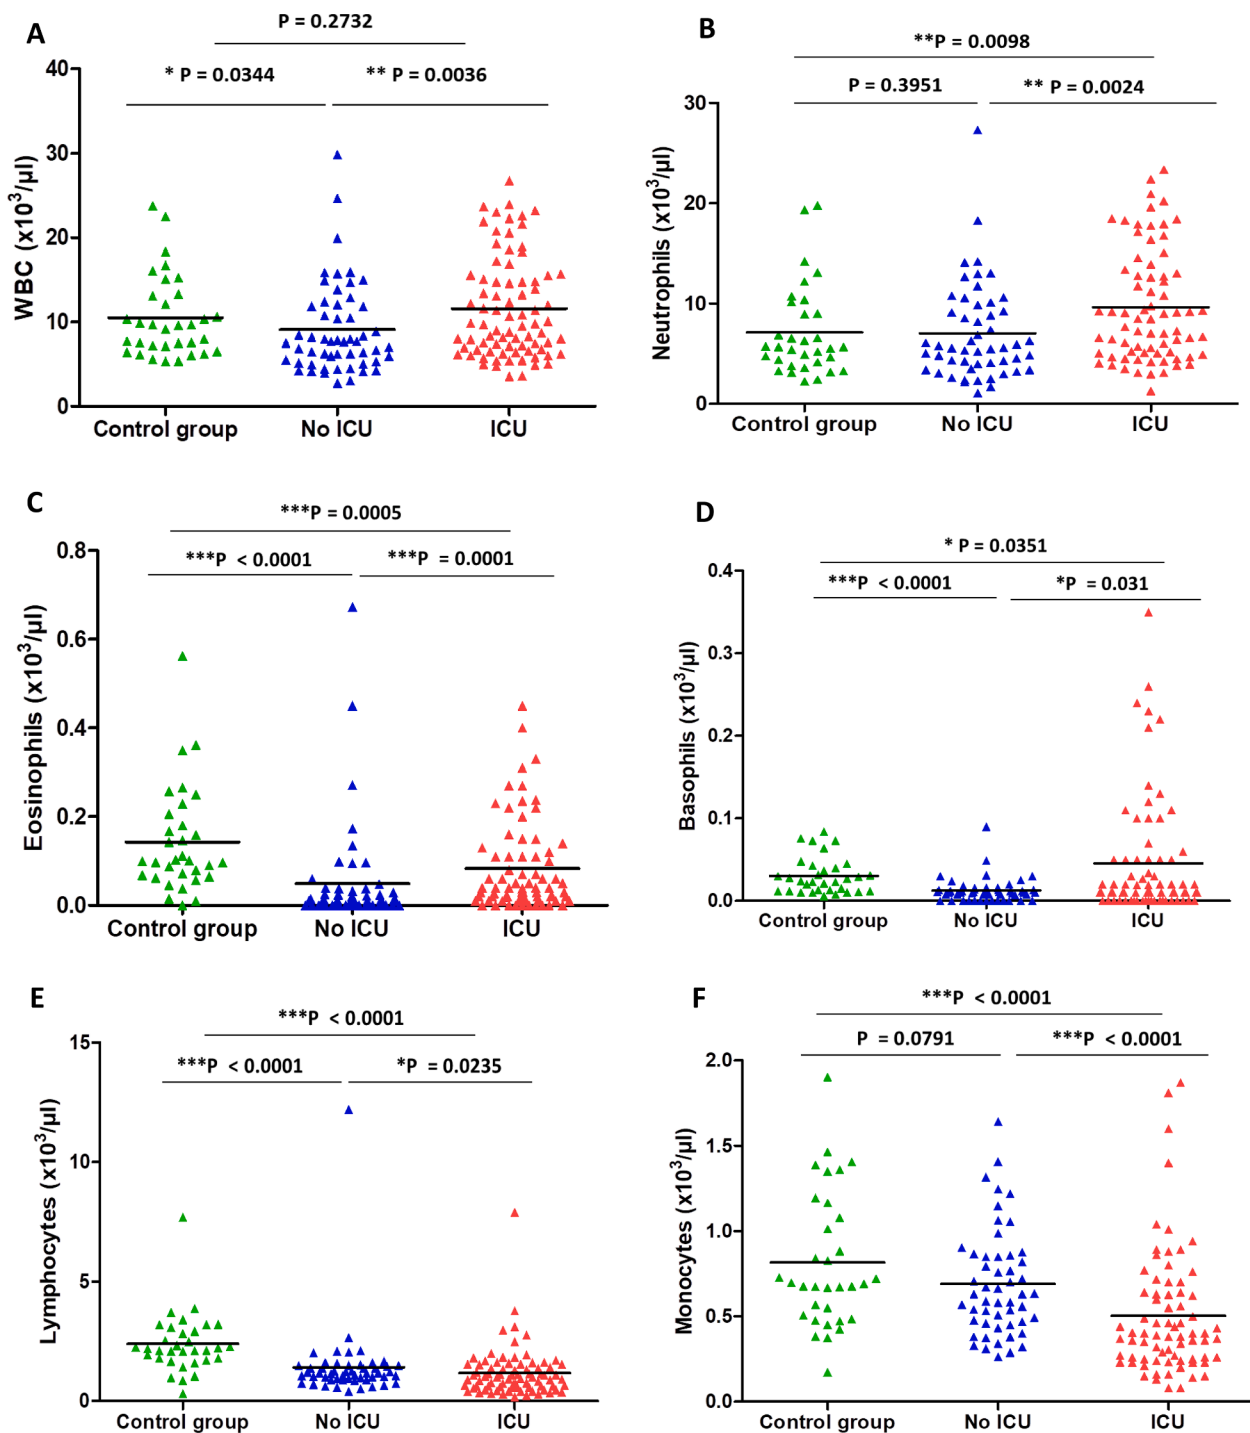 A
P = 0.2732
* P = 0.0344
** P = 0.0036
WBC (x10³/µl)
40
30
20
10
0
Control group
No ICU
ICU
B
**P = 0.0098
P = 0.3951
** P = 0.0024
Neutrophils (x10³/µl)
30
20
10
0
Control group
No ICU
ICU
C
***P = 0.0005
***P < 0.0001
***P = 0.0001
Eosinophils (x10³/µl)
0.8
0.6
0.4
0.2
0.0
Control group
No ICU
ICU
D
* P = 0.0351
***P < 0.0001
*P = 0.031
Basophils (x10³/µl)
0.4
0.3
0.2
0.1
0.0
Control group
No ICU
ICU
E
***P < 0.0001
***P < 0.0001
*P = 0.0235
Lymphocytes (x10³/µl)
15
10
5
0
Control group
No ICU
ICU
F
***P < 0.0001
P = 0.0791
***P < 0.0001
Monocytes (x10³/µl)
2.0
1.5
1.0
0.5
0.0
Control group
No ICU
ICU